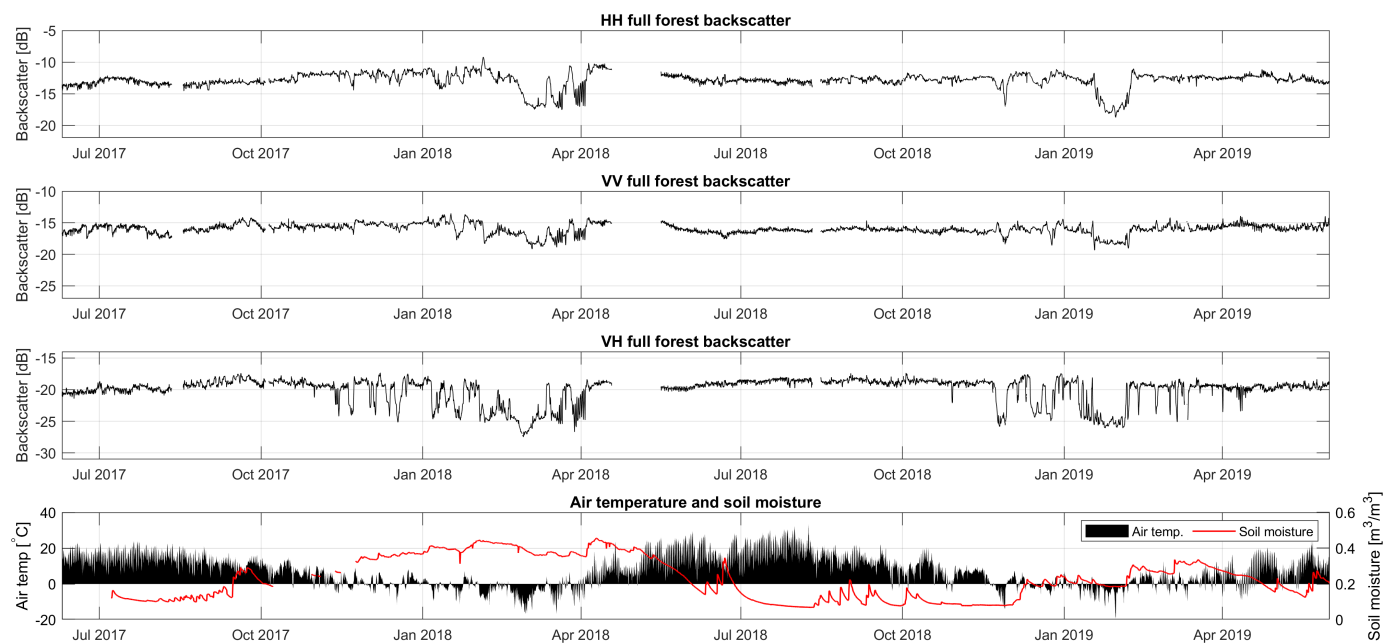 HH full forest backscatter
Backscatter [dB]
-5
-10
-15
-20
Jul 2017 Oct 2017 Jan 2018 Apr 2018 Jul 2018 Oct 2018 Jan 2019 Apr 2019
VV full forest backscatter
Backscatter [dB]
-10
-15
-20
-25
Jul 2017 Oct 2017 Jan 2018 Apr 2018 Jul 2018 Oct 2018 Jan 2019 Apr 2019
VH full forest backscatter
Backscatter [dB]
-15
-20
-25
-30
Jul 2017 Oct 2017 Jan 2018 Apr 2018 Jul 2018 Oct 2018 Jan 2019 Apr 2019
Air temperature and soil moisture
Air temp [°C]
40
20
0
-20
Air temp. Soil moisture
0.6
0.4
0.2
0
Soil moisture [m³/m³]
Jul 2017 Oct 2017 Jan 2018 Apr 2018 Jul 2018 Oct 2018 Jan 2019 Apr 2019